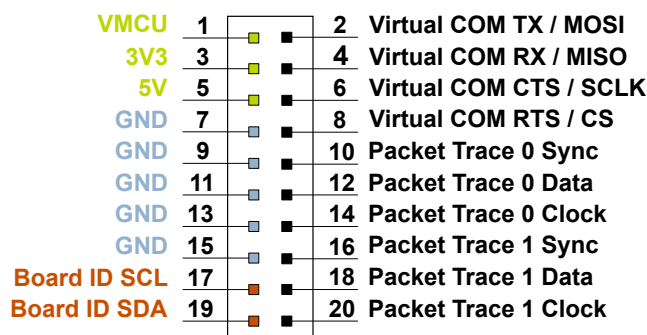 VMCU 1 2 Virtual COM TX / MOSI
3V3 3 4 Virtual COM RX / MISO
5V 5 6 Virtual COM CTS / SCLK
GND 7 8 Virtual COM RTS / CS
GND 9 10 Packet Trace 0 Sync
GND 11 12 Packet Trace 0 Data
GND 13 14 Packet Trace 0 Clock
GND 15 16 Packet Trace 1 Sync
Board ID SCL 17 18 Packet Trace 1 Data
Board ID SDA 19 20 Packet Trace 1 Clock